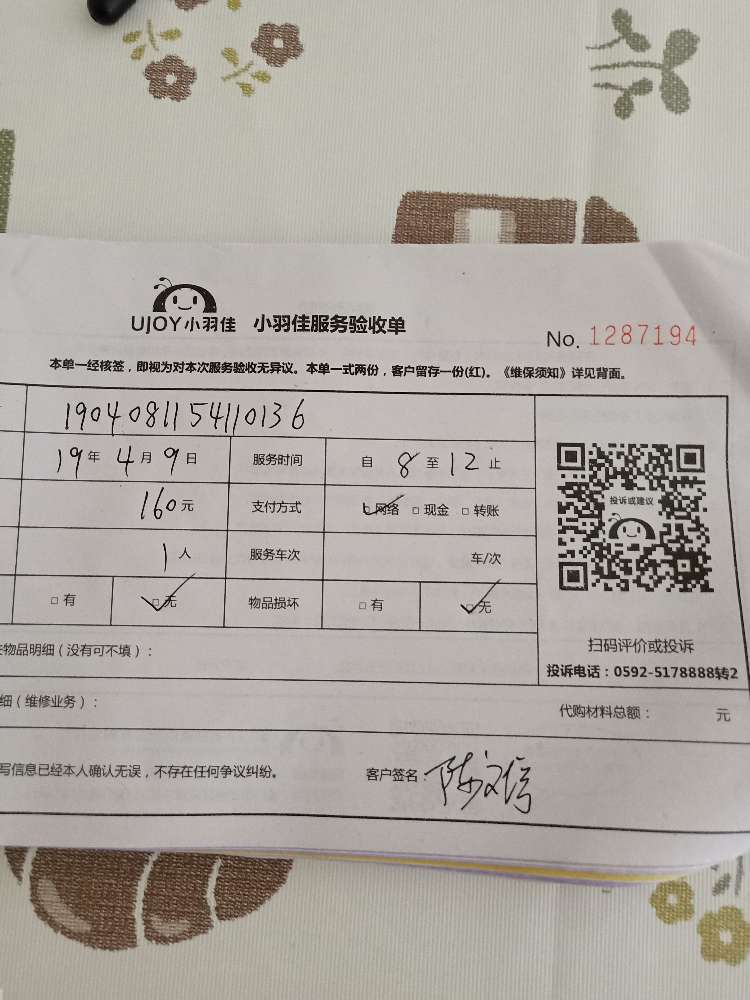 UJOY小羽佳 小羽佳服务验收单 No. 1287194
本单一经核签，即视为对本次服务验收无异议。本单一式两份，客户留存一份(红)。《维保须知》详见背面。
1904081154110136
19年 4月 9日 服务时间 自 8 至 12 止
160元 支付方式 □网络 □现金 □转账
投诉或建议
1人 服务车次 车/次
□有 □无 物品损坏 □有 □无
扫码评价或投诉
物品明细（没有可不填）：
投诉电话：0592-5178888转2
细（维修业务）： 代购材料总额： 元
写信息已经本人确认无误，不存在任何争议纠纷。 客户签名：陈文信